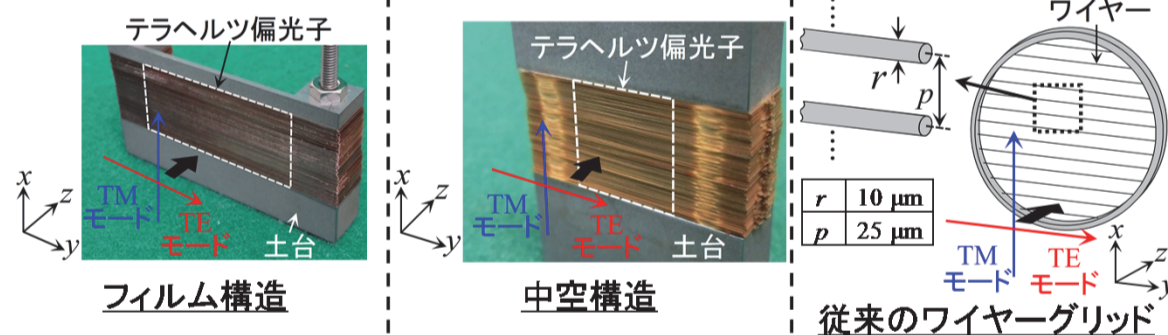 テラヘルツ偏光子
x
z
y
TM
モード
TE
モード
土台
フィルム構造
テラヘルツ偏光子
x
z
y
TM
モード
TE
モード
土台
中空構造
ワイヤー
r
p
r 10 μm
p 25 μm
TM
モード
TE
モード
x
z
y
従来のワイヤーグリッド